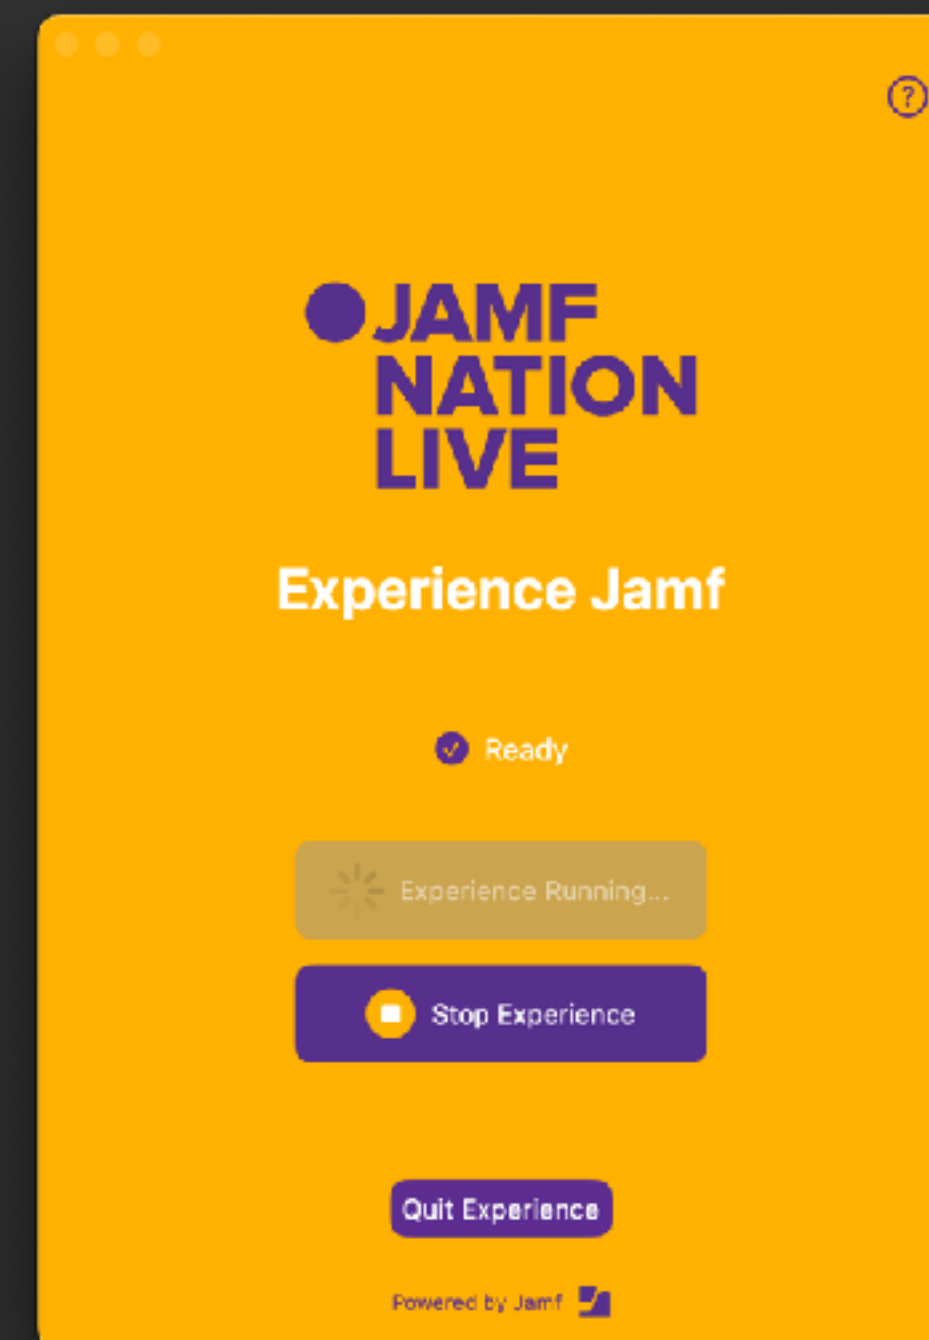 ?
JAMF
NATION
LIVE
Experience Jamf
Ready
Experience Running...
Stop Experience
Quit Experience
Powered by Jamf